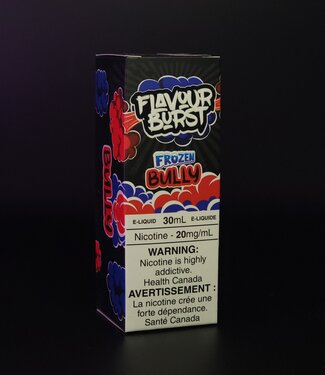 FLAVOUR
BURST
FROZEN
BULLY
BULLY
E-LIQUID 30mL E-LIQUIDE
Nicotine - 20mg/mL
WARNING:
Nicotine is highly
addictive.
Health Canada
AVERTISSEMENT :
La nicotine crée une
forte dépendance.
Santé Canada